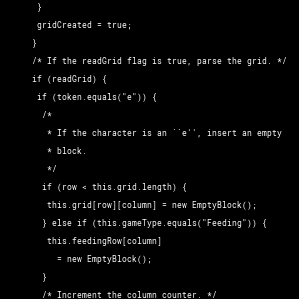 }
gridCreated = true;
}
/* If the readGrid flag is true, parse the grid. */
if (readGrid) {
if (token.equals("e")) {
/*
* If the character is an ``e'', insert an empty
* block.
*/
if (row < this.grid.length) {
this.grid[row][column] = new EmptyBlock();
} else if (this.gameType.equals("Feeding")) {
this.feedingRow[column]
= new EmptyBlock();
}
/* Increment the column counter. */